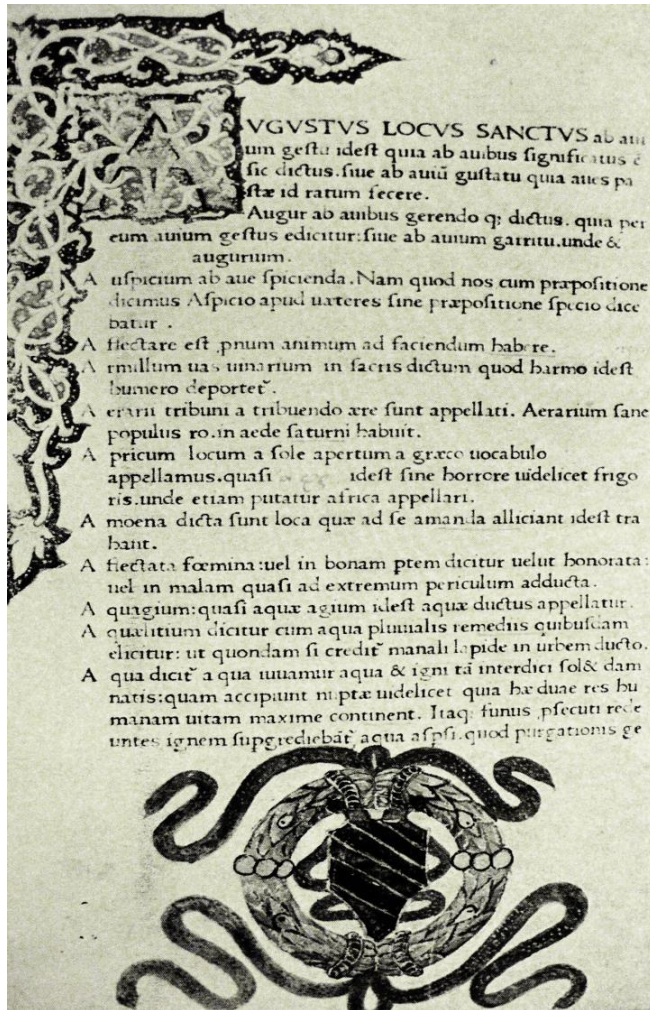 AVGVSTVS LOCVS SANCTVS ab aui
um gestu idest quia ab auibus significatus é
sic dictus.siue ab auiū gustatu quia aues pa
stæ id ratum fecere.
Augur ab auibus gerendo q; dictus. quia per
eum auium gestus edicitur:siue ab auium garritu.unde &
augurium.
A uspicium ab aue spicienda. Nam quod nos cum præpositione
dicimus Aspicio apud ueteres sine præpositione specio dice
batur .
A ffectare est ,pnum animum ad faciendum habere.
A rmillum uas uinarium in sacris dictum quod harmo idest
humero deportet̃.
A erarii tribuni a tribuendo ære sunt appellati. Aerarium sane
populus ro.in aede saturni habuit.
A pricum locum a sole apertum a græco uocabulo
appellamus.quasi idest sine horrore uidelicet frigo
ris.unde etiam putatur africa appellari.
A moena dicta sunt loca quæ ad se amanda alliciant idest tra
hant.
A ffectata fœmina:uel in bonam ptem dicitur uelut honorata:
uel in malam quasi ad extremum periculum adducta.
A quagium:quasi aquæ agium idest aquæ ductus appellatur.
A quælitium dicitur cum aqua pluuialis remediis quibusdam
elicitur: ut quondam si credit̃ manali lapide in urbem ducto.
A qua dicit̃ a qua iuuamur aqua & igni tā interdici sol& dam
natis:quam accipiunt nuptæ uidelicet quia hæ duae res hu
manam uitam maxime continent. Itaq; funus ,psecuti rede
untes ignem supgrediebāt̃ aqua aspsi.quod purgationis ge